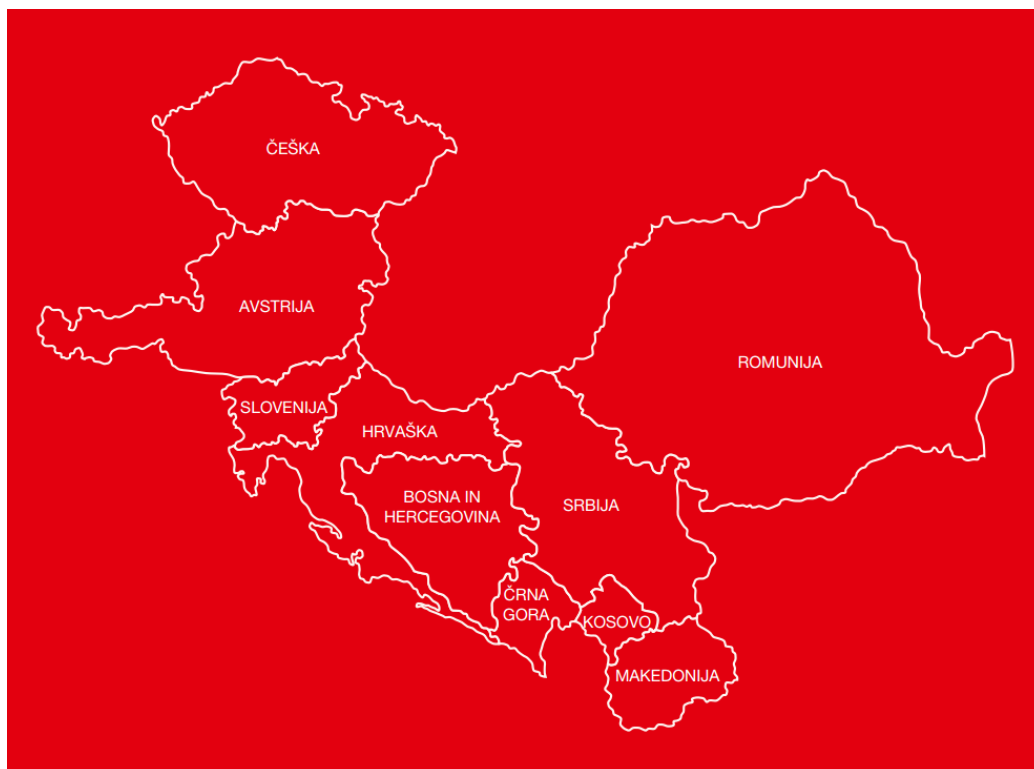 ČEŠKA
AVSTRIJA
ROMUNIJA
SLOVENIJA
HRVAŠKA
BOSNA IN
HERCEGOVINA
SRBIJA
ČRNA
GORA
KOSOVO
MAKEDONIJA